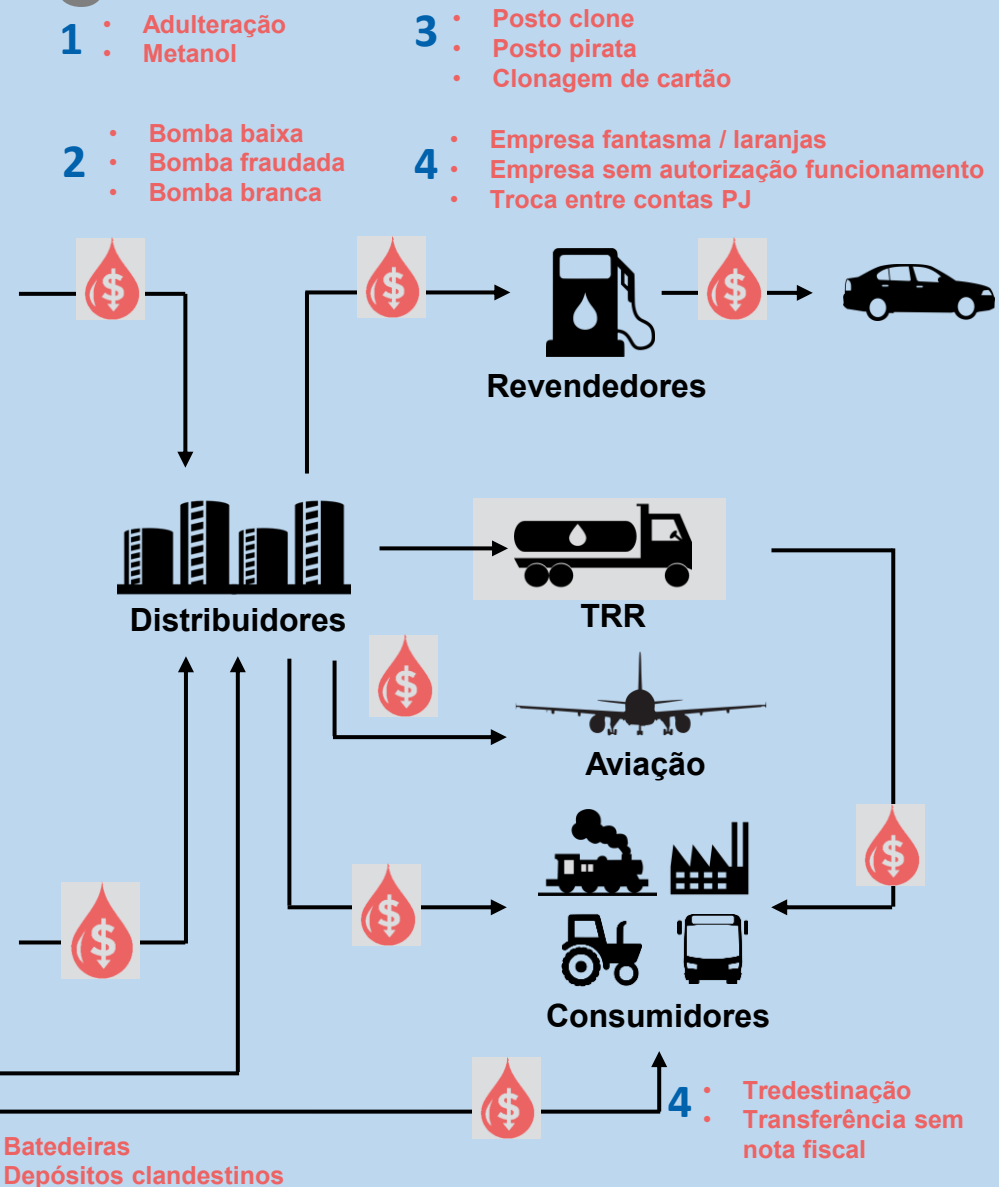 1
• Adulteração
• Metanol
3
• Posto clone
• Posto pirata
• Clonagem de cartão
2
• Bomba baixa
• Bomba fraudada
• Bomba branca
4
• Empresa fantasma / laranjas
• Empresa sem autorização funcionamento
• Troca entre contas PJ
$
$
$
Revendedores
Distribuidores
TRR
$
Aviação
$
$
$
Consumidores
$
4
• Tredestinação
• Transferência sem
nota fiscal
Batedeiras
Depósitos clandestinos